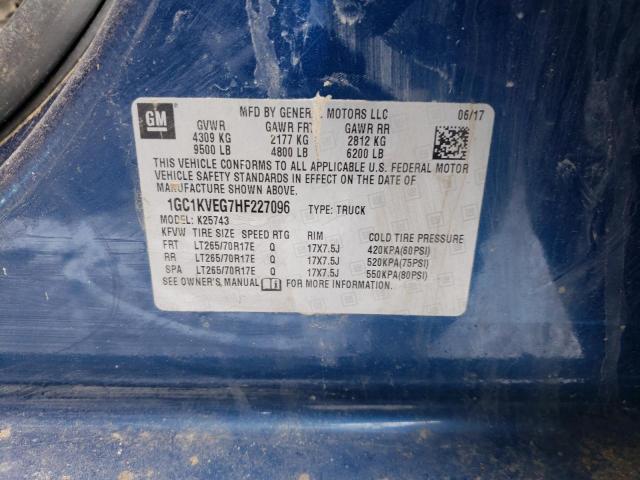 GM
MFD BY GENERAL MOTORS LLC 06/17
GVWR GAWR FRT GAWR RR
4309 KG 2177 KG 2812 KG
9500 LB 4800 LB 6200 LB
THIS VEHICLE CONFORMS TO ALL APPLICABLE U.S. FEDERAL MOTOR
VEHICLE SAFETY STANDARDS IN EFFECT ON THE DATE OF
MANUFACTURE SHOWN ABOVE.
1GC1KVEG7HF227096 TYPE: TRUCK
MODEL: K25743
KFVW TIRE SIZE SPEED RTG RIM COLD TIRE PRESSURE
FRT LT265/70R17E Q 17X7.5J 420KPA(60PSI)
RR LT265/70R17E Q 17X7.5J 520KPA(75PSI)
SPA LT265/70R17E Q 17X7.5J 550KPA(80PSI)
SEE OWNER'S, MANUAL FOR MORE INFORMATION.